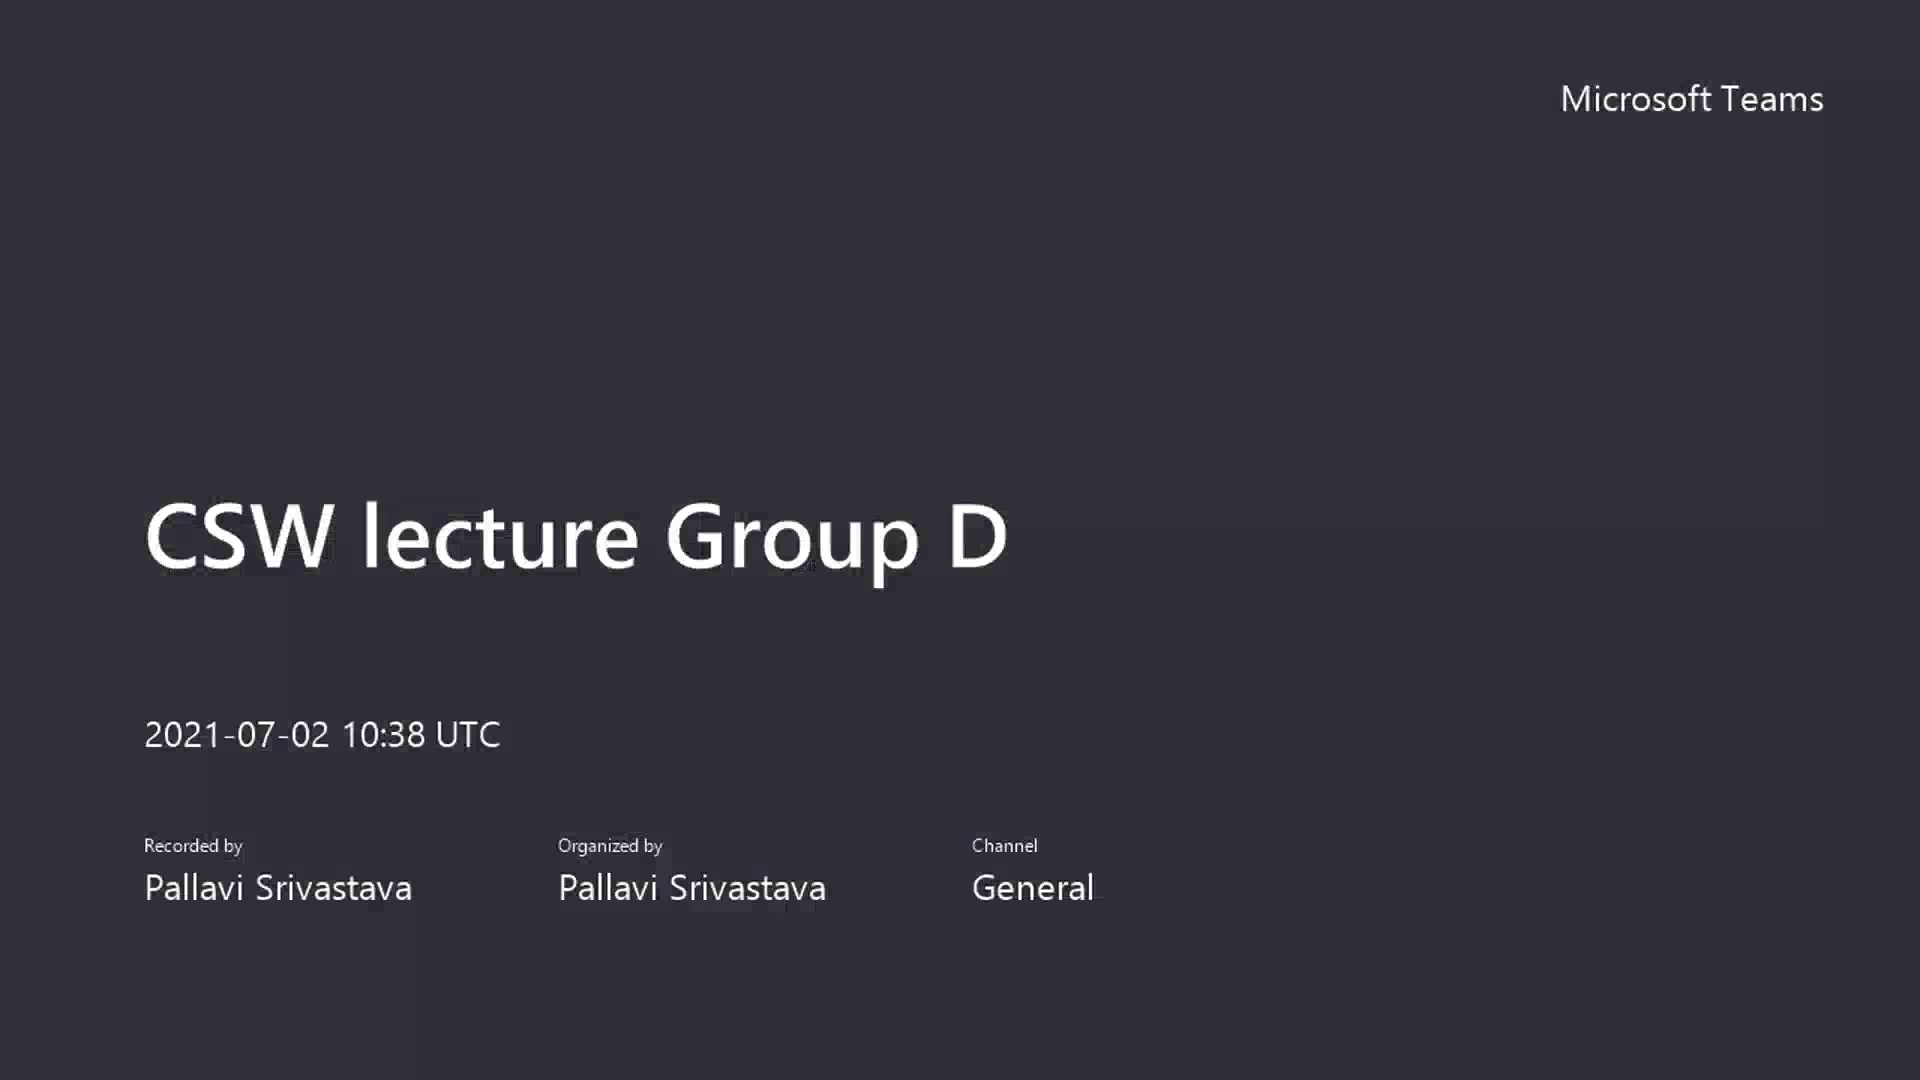 Microsoft Teams
CSW lecture Group D
2021-07-02 10:38 UTC
Recorded by
Pallavi Srivastava
Organized by
Pallavi Srivastava
Channel
General